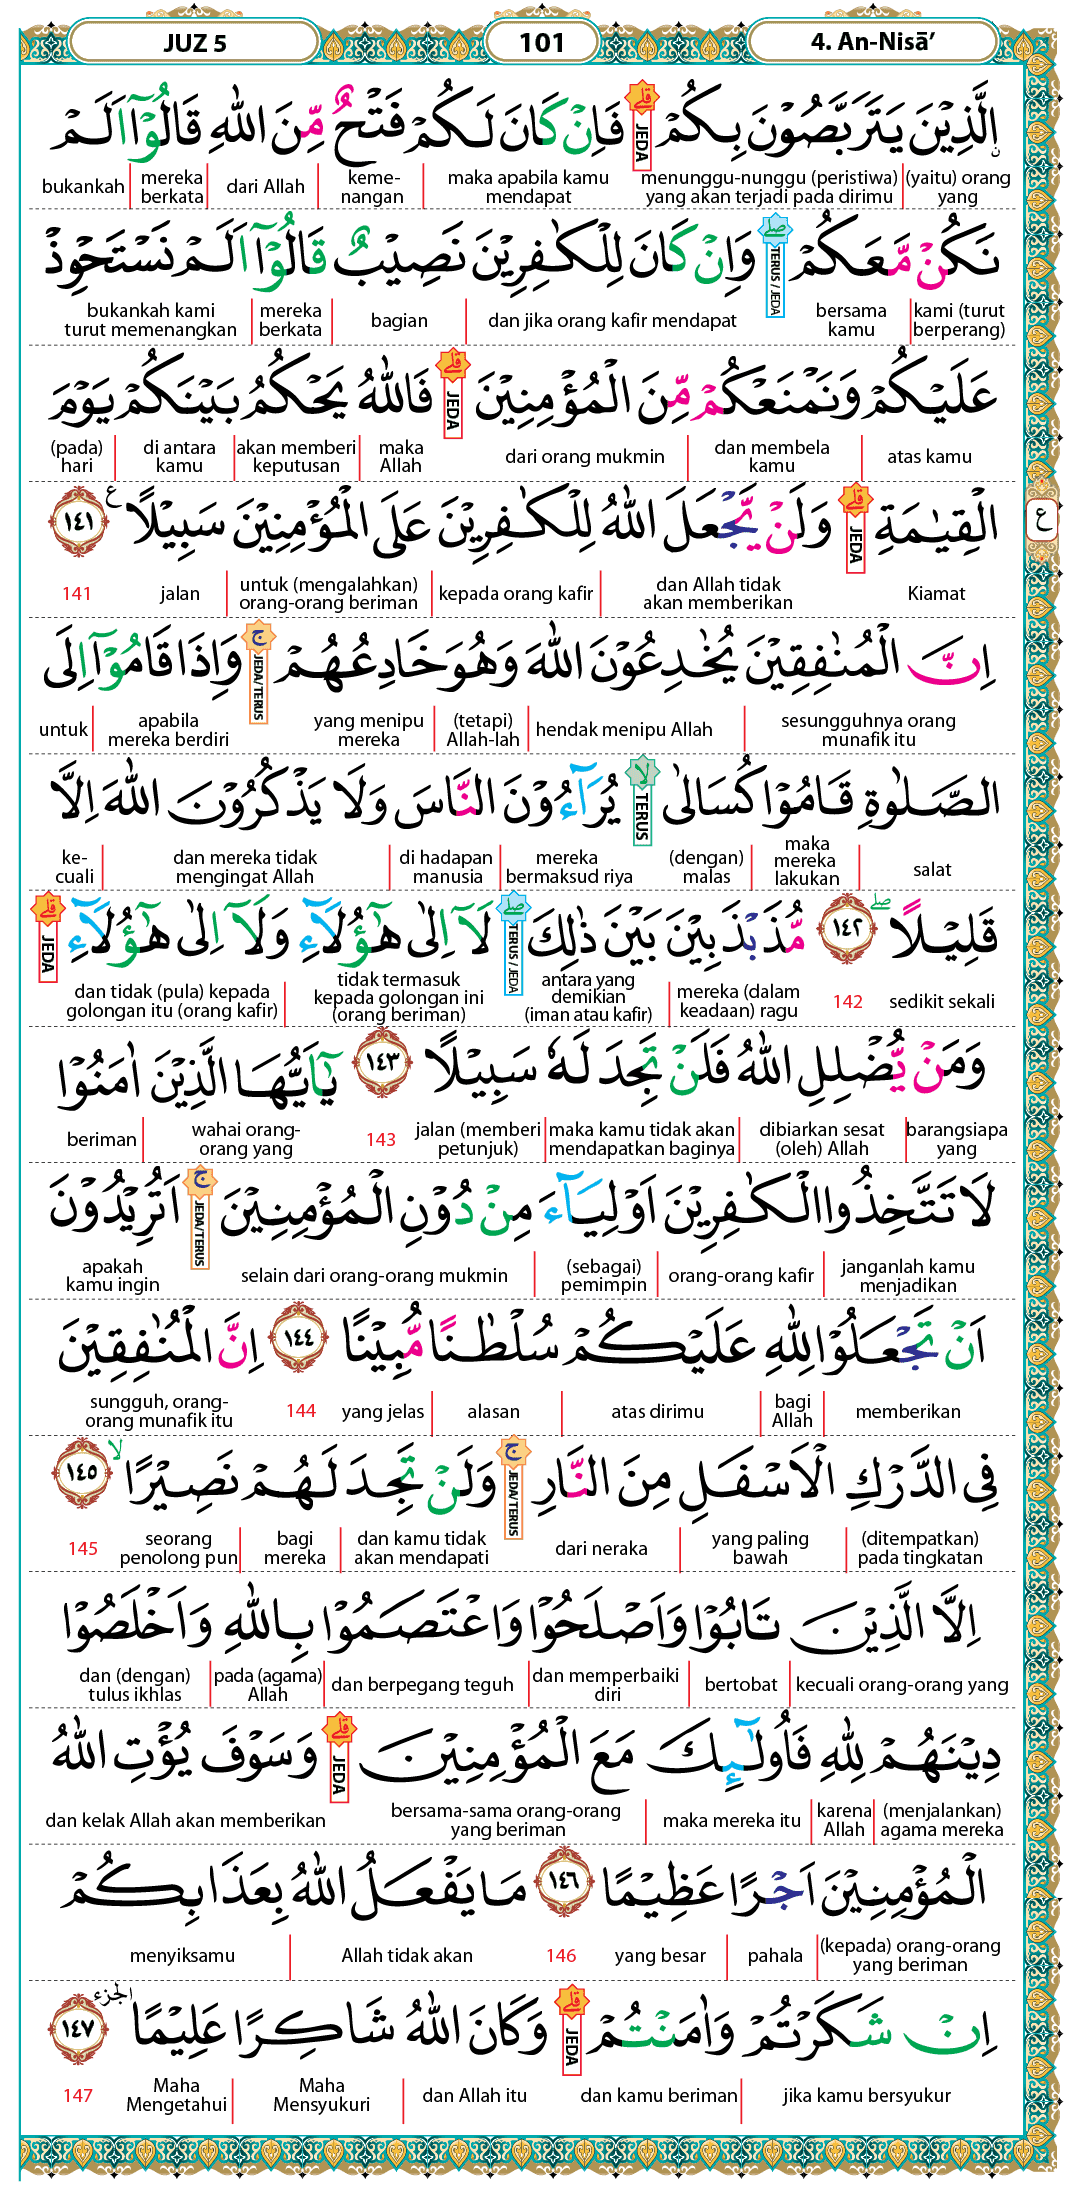 JUZ 5 101 4. An-Nisā’
ࣙالَّذِيْنَ يَتَرَبَّصُوْنَ بِكُمْۗ فَاِنْ كَانَ لَكُمْ فَتْحٌ مِّنَ اللّٰهِ قَالُوْٓا اَلَمْ
JEDA
(yaitu) orang yang | menunggu-nunggu (peristiwa) yang akan terjadi pada dirimu | maka apabila kamu mendapat | keme-nangan | dari Allah | mereka berkata | bukankah
نَكُنْ مَّعَكُمْۖ وَاِنْ كَانَ لِلْكٰفِرِيْنَ نَصِيْبٌ قَالُوْٓا اَلَمْ نَسْتَحْوِذْ
TERUS / JEDA
kami (turut berperang) | bersama kamu | dan jika orang kafir mendapat | bagian | mereka berkata | bukankah kami turut memenangkan
عَلَيْكُمْ وَنَمْنَعْكُمْ مِّنَ الْمُؤْمِنِيْنَۗ فَاللّٰهُ يَحْكُمُ بَيْنَكُمْ يَوْمَ
JEDA
atas kamu | dan membela kamu | dari orang mukmin | maka Allah | akan memberi keputusan | di antara kamu | (pada) hari
الْقِيٰمَةِۗ وَلَنْ يَّجْعَلَ اللّٰهُ لِلْكٰفِرِيْنَ عَلَى الْمُؤْمِنِيْنَ سَبِيْلًا ࣖ ١٤١ ع
JEDA
Kiamat | dan Allah tidak akan memberikan | kepada orang kafir | untuk (mengalahkan) orang-orang beriman | jalan 141
اِنَّ الْمُنٰفِقِيْنَ يُخٰدِعُوْنَ اللّٰهَ وَهُوَ خَادِعُهُمْۚ وَاِذَا قَامُوْٓا اِلَى
JEDA/TERUS
sesungguhnya orang munafik itu | hendak menipu Allah | (tetapi) Allah-lah | yang menipu mereka | apabila mereka berdiri | untuk
الصَّلٰوةِ قَامُوْا كُسَالٰىۙ يُرَاۤءُوْنَ النَّاسَ وَلَا يَذْكُرُوْنَ اللّٰهَ اِلَّا
TERUS
salat | maka mereka lakukan | (dengan) malas | mereka bermaksud riya | di hadapan manusia | dan mereka tidak mengingat Allah | ke-cuali
قَلِيْلًاۖ ١٤٢ مُّذَبْذَبِيْنَ بَيْنَ ذٰلِكَۖ لَآ اِلٰى هٰٓؤُلَاۤءِ وَلَآ اِلٰى هٰٓؤُلَاۤءِۗ
TERUS / JEDA JEDA
sedikit sekali 142 mereka (dalam keadaan) ragu | antara yang demikian (iman atau kafir) | tidak termasuk kepada golongan ini (orang beriman) | dan tidak (pula) kepada golongan itu (orang kafir)
وَمَنْ يُّضْلِلِ اللّٰهُ فَلَنْ تَجِدَ لَهٗ سَبِيْلًا ١٤٣ يٰٓاَيُّهَا الَّذِيْنَ اٰمَنُوْا
barangsiapa yang | dibiarkan sesat (oleh) Allah | maka kamu tidak akan mendapatkan baginya | jalan (memberi petunjuk) 143 wahai orang-orang yang | beriman
لَا تَتَّخِذُوا الْكٰفِرِيْنَ اَوْلِيَاۤءَ مِنْ دُوْنِ الْمُؤْمِنِيْنَۚ اَتُرِيْدُوْنَ
JEDA/TERUS
janganlah kamu menjadikan | orang-orang kafir | (sebagai) pemimpin | selain dari orang-orang mukmin apakah kamu ingin
اَنْ تَجْعَلُوْا لِلّٰهِ عَلَيْكُمْ سُلْطٰنًا مُّبِيْنًا ١٤٤ اِنَّ الْمُنٰفِقِيْنَ
memberikan | bagi Allah | atas dirimu | alasan | yang jelas 144 sungguh, orang-orang munafik itu
فِى الدَّرْكِ الْاَسْفَلِ مِنَ النَّارِۚ وَلَنْ تَجِدَ لَهُمْ نَصِيْرًاۙ ١٤٥
JEDA/TERUS
(ditempatkan) pada tingkatan | yang paling bawah | dari neraka dan kamu tidak akan mendapati | bagi mereka | seorang penolong pun 145
اِلَّا الَّذِيْنَ تَابُوْا وَاَصْلَحُوْا وَاعْتَصَمُوْا بِاللّٰهِ وَاَخْلَصُوْا
kecuali orang-orang yang | bertobat | dan memperbaiki diri | dan berpegang teguh | pada (agama) Allah | dan (dengan) tulus ikhlas
دِيْنَهُمْ لِلّٰهِ فَاُولٰۤىِٕكَ مَعَ الْمُؤْمِنِيْنَۗ وَسَوْفَ يُؤْتِ اللّٰهُ
JEDA
(menjalankan) agama mereka | karena Allah | maka mereka itu | bersama-sama orang-orang yang beriman dan kelak Allah akan memberikan
الْمُؤْمِنِيْنَ اَجْرًا عَظِيْمًا ١٤٦ مَا يَفْعَلُ اللّٰهُ بِعَذَابِكُمْ
(kepada) orang-orang yang beriman | pahala | yang besar 146 Allah tidak akan | menyiksamu
اِنْ شَكَرْتُمْ وَاٰمَنْتُمْۗ وَكَانَ اللّٰهُ شَاكِرًا عَلِيْمًا ١٤٧ الجزء
JEDA
jika kamu bersyukur | dan kamu beriman dan Allah itu | Maha Mensyukuri | Maha Mengetahui 147